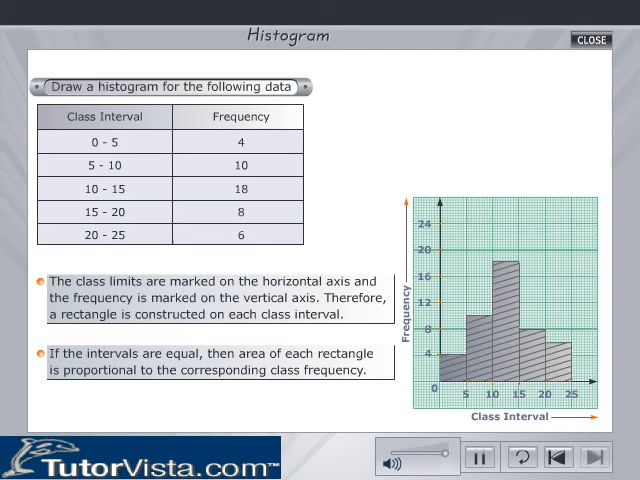 Histogram
CLOSE
Draw a histogram for the following data
Class Interval Frequency
0 - 5 4
5 - 10 10
10 - 15 18
15 - 20 8
20 - 25 6
The class limits are marked on the horizontal axis and
the frequency is marked on the vertical axis. Therefore,
a rectangle is constructed on each class interval.
If the intervals are equal, then area of each rectangle
is proportional to the corresponding class frequency.
Frequency
24
20
16
12
8
4
0
5 10 15 20 25
Class Interval
TutorVista.com™